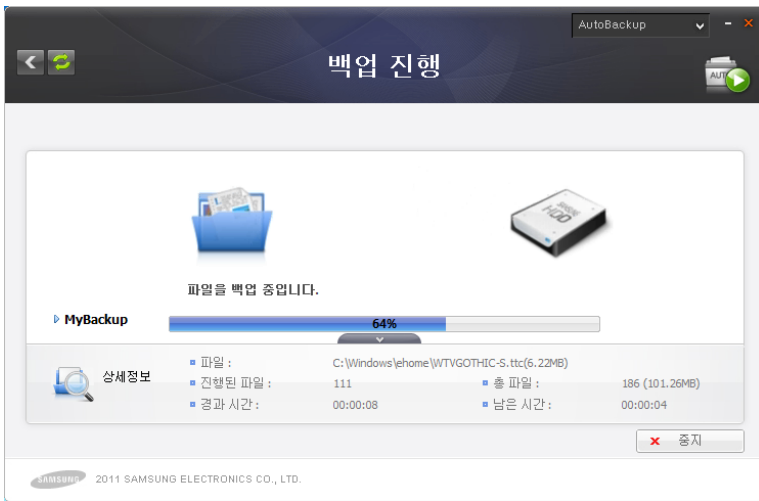 AutoBackup
백업 진행
AUTO
SAMSUNG
HDD
파일을 백업 중입니다.
MyBackup
64%
상세정보
파일 :
C:\Windows\ehome\WTVGOTHIC-S.ttc(6.22MB)
진행된 파일 :
111
총 파일 :
186 (101.26MB)
경과 시간 :
00:00:08
남은 시간 :
00:00:04
중지
SAMSUNG
2011 SAMSUNG ELECTRONICS CO., LTD.